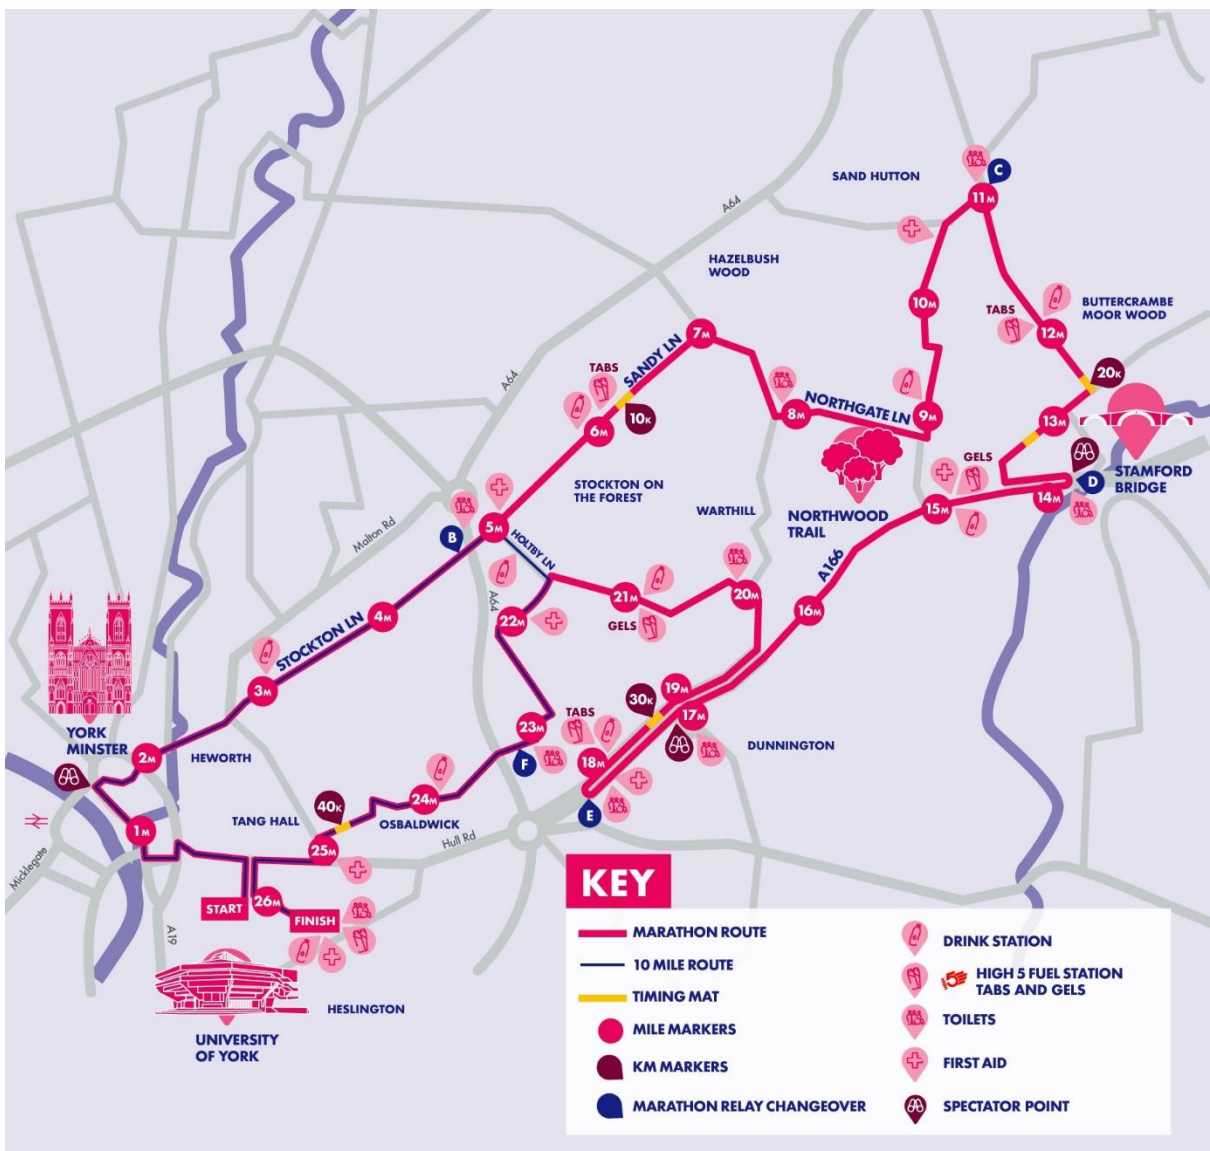 SAND HUTTON
C
11M
A64
HAZELBUSH
WOOD
10M
TABS
BUTTERCRAMBE
MOOR WOOD
12M
7M
SANDY LN
TABS
A64
20K
10K
6M
8M
NORTHGATE LN
9M
13M
GELS
STAMFORD
BRIDGE
D
14M
STOCKTON ON
THE FOREST
NORTHWOOD
TRAIL
15M
WARTHILL
Malton Rd
B
5M
HOLTBY LN
A166
A64
21M
GELS
20M
16M
22M
4M
STOCKTON LN
3M
YORK
MINSTER
2M
HEWORTH
19M
30K
17M
TABS
18M
DUNNINGTON
23M
F
E
24M
OSBALDWICK
40K
TANG HALL
25M
Hull Rd
1M
Micklegate
START
26M
FINISH
A19
HESLINGTON
UNIVERSITY
OF YORK
KEY
MARATHON ROUTE
10 MILE ROUTE
TIMING MAT
MILE MARKERS
KM MARKERS
MARATHON RELAY CHANGEOVER
DRINK STATION
5
HIGH 5 FUEL STATION
TABS AND GELS
TOILETS
FIRST AID
SPECTATOR POINT